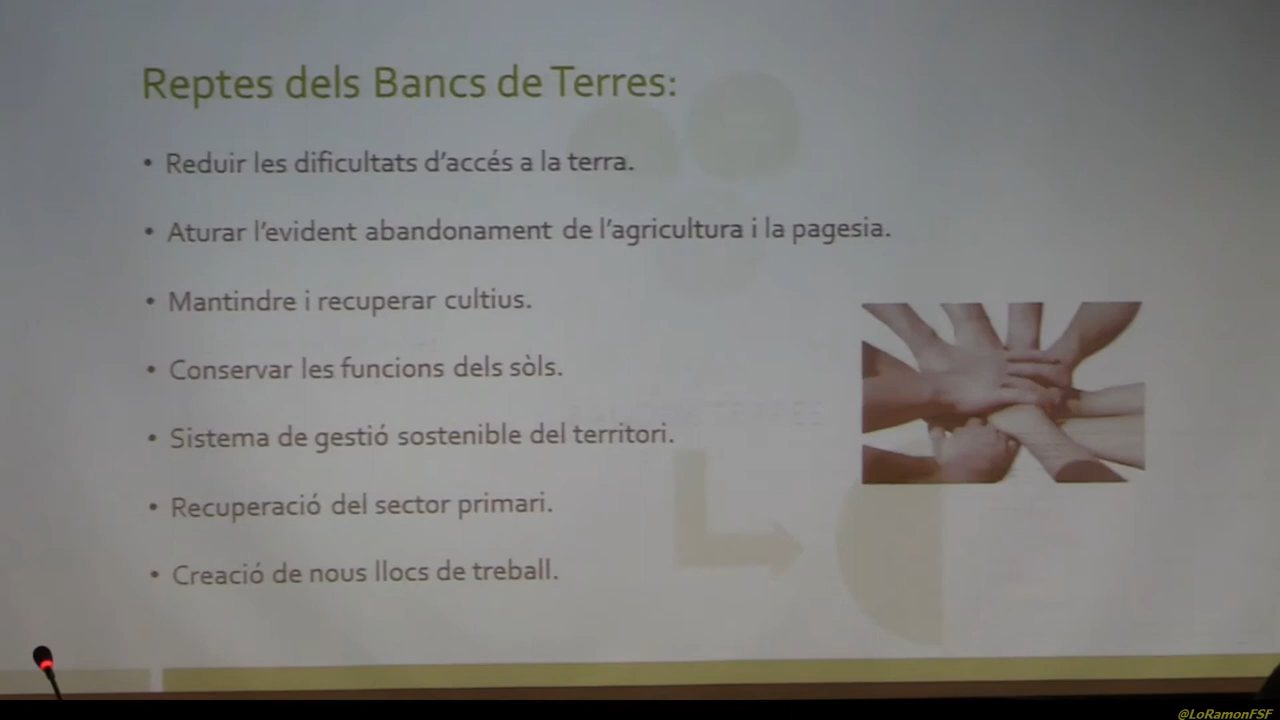 Reptes dels Bancs de Terres:
• Reduir les dificultats d'accés a la terra.
• Aturar l'evident abandonament de l'agricultura i la pagesia.
• Mantindre i recuperar cultius.
• Conservar les funcions dels sòls.
• Sistema de gestió sostenible del territori.
• Recuperació del sector primari.
• Creació de nous llocs de treball.
@LoRamonFSF